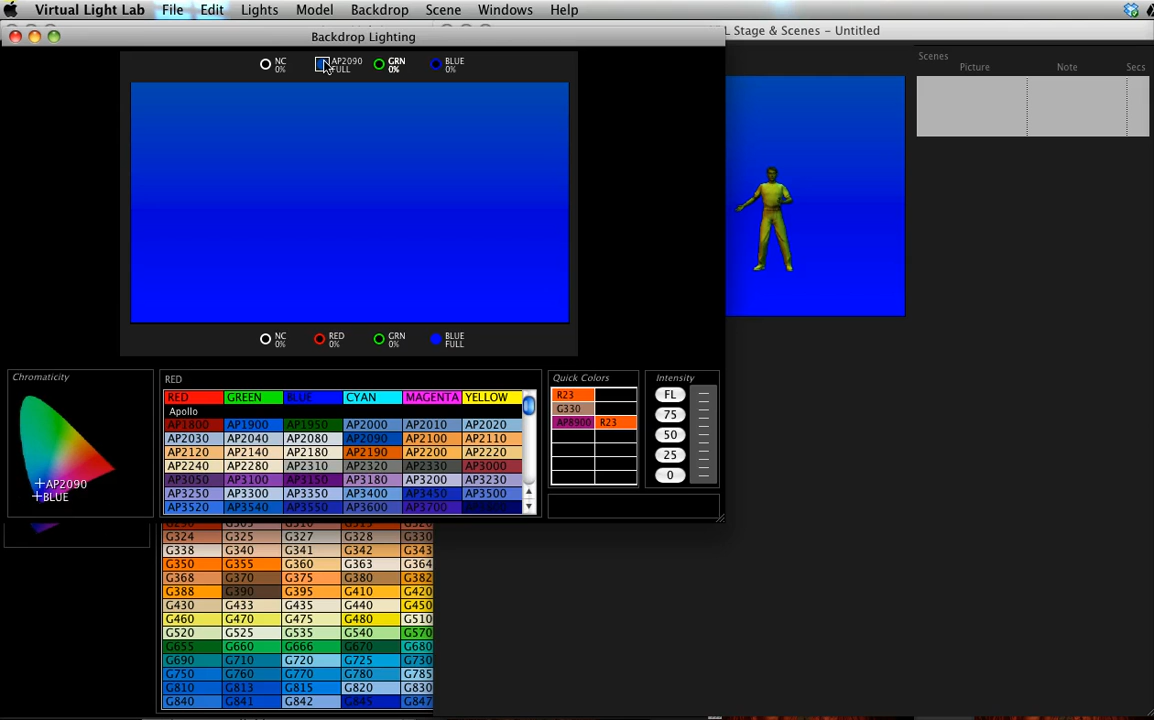 Virtual Light Lab File Edit Lights Model Backdrop Scene Windows Help
Backdrop Lighting
L Stage & Scenes - Untitled
Scenes
Picture Note Secs
NC 0% AP2090 FULL GRN 0% BLUE 0%
NC 0% RED 0% GRN 0% BLUE FULL
Chromaticity
AP2090
BLUE
RED
RED GREEN BLUE CYAN MAGENTA YELLOW
Apollo
AP1800 AP1900 AP1950 AP2000 AP2010 AP2020
AP2030 AP2040 AP2080 AP2090 AP2100 AP2110
AP2120 AP2140 AP2180 AP2190 AP2200 AP2220
AP2240 AP2280 AP2310 AP2320 AP2330 AP3000
AP3050 AP3100 AP3150 AP3180 AP3200 AP3230
AP3250 AP3300 AP3350 AP3400 AP3450 AP3500
AP3520 AP3540 AP3550 AP3600 AP3700
Quick Colors
R23
G330
AP8900 R23
Intensity
FL
75
50
25
0
G324 G325 G327 G328 G330
G338 G340 G341 G342 G343
G350 G355 G360 G363 G364
G368 G370 G375 G380 G382
G388 G390 G395 G410 G420
G430 G433 G435 G440 G450
G460 G470 G475 G480 G510
G520 G525 G535 G540 G570
G655 G660 G666 G670 G680
G690 G710 G720 G725 G730
G750 G760 G770 G780 G785
G810 G813 G815 G820 G830
G840 G841 G842 G845 G847